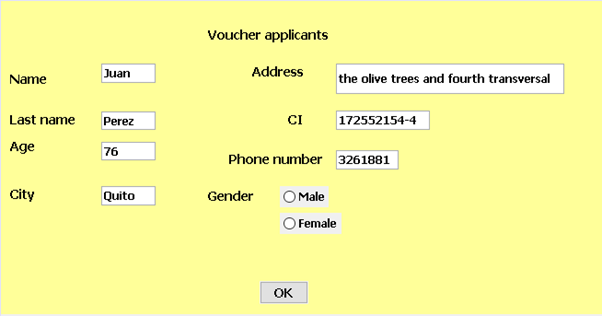 Voucher applicants
Name Juan Address the olive trees and fourth transversal
Last name Perez CI 172552154-4
Age 76 Phone number 3261881
City Quito Gender Male
Female
OK